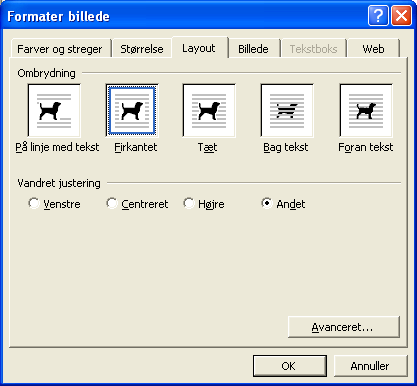 Formater billede
Farver og streger Størrelse Layout Billede Tekstboks Web
Ombrydning
På linje med tekst Firkantet Tæt Bag tekst Foran tekst
Vandret justering
Venstre Centreret Højre Andet
Avanceret...
OK Annuller